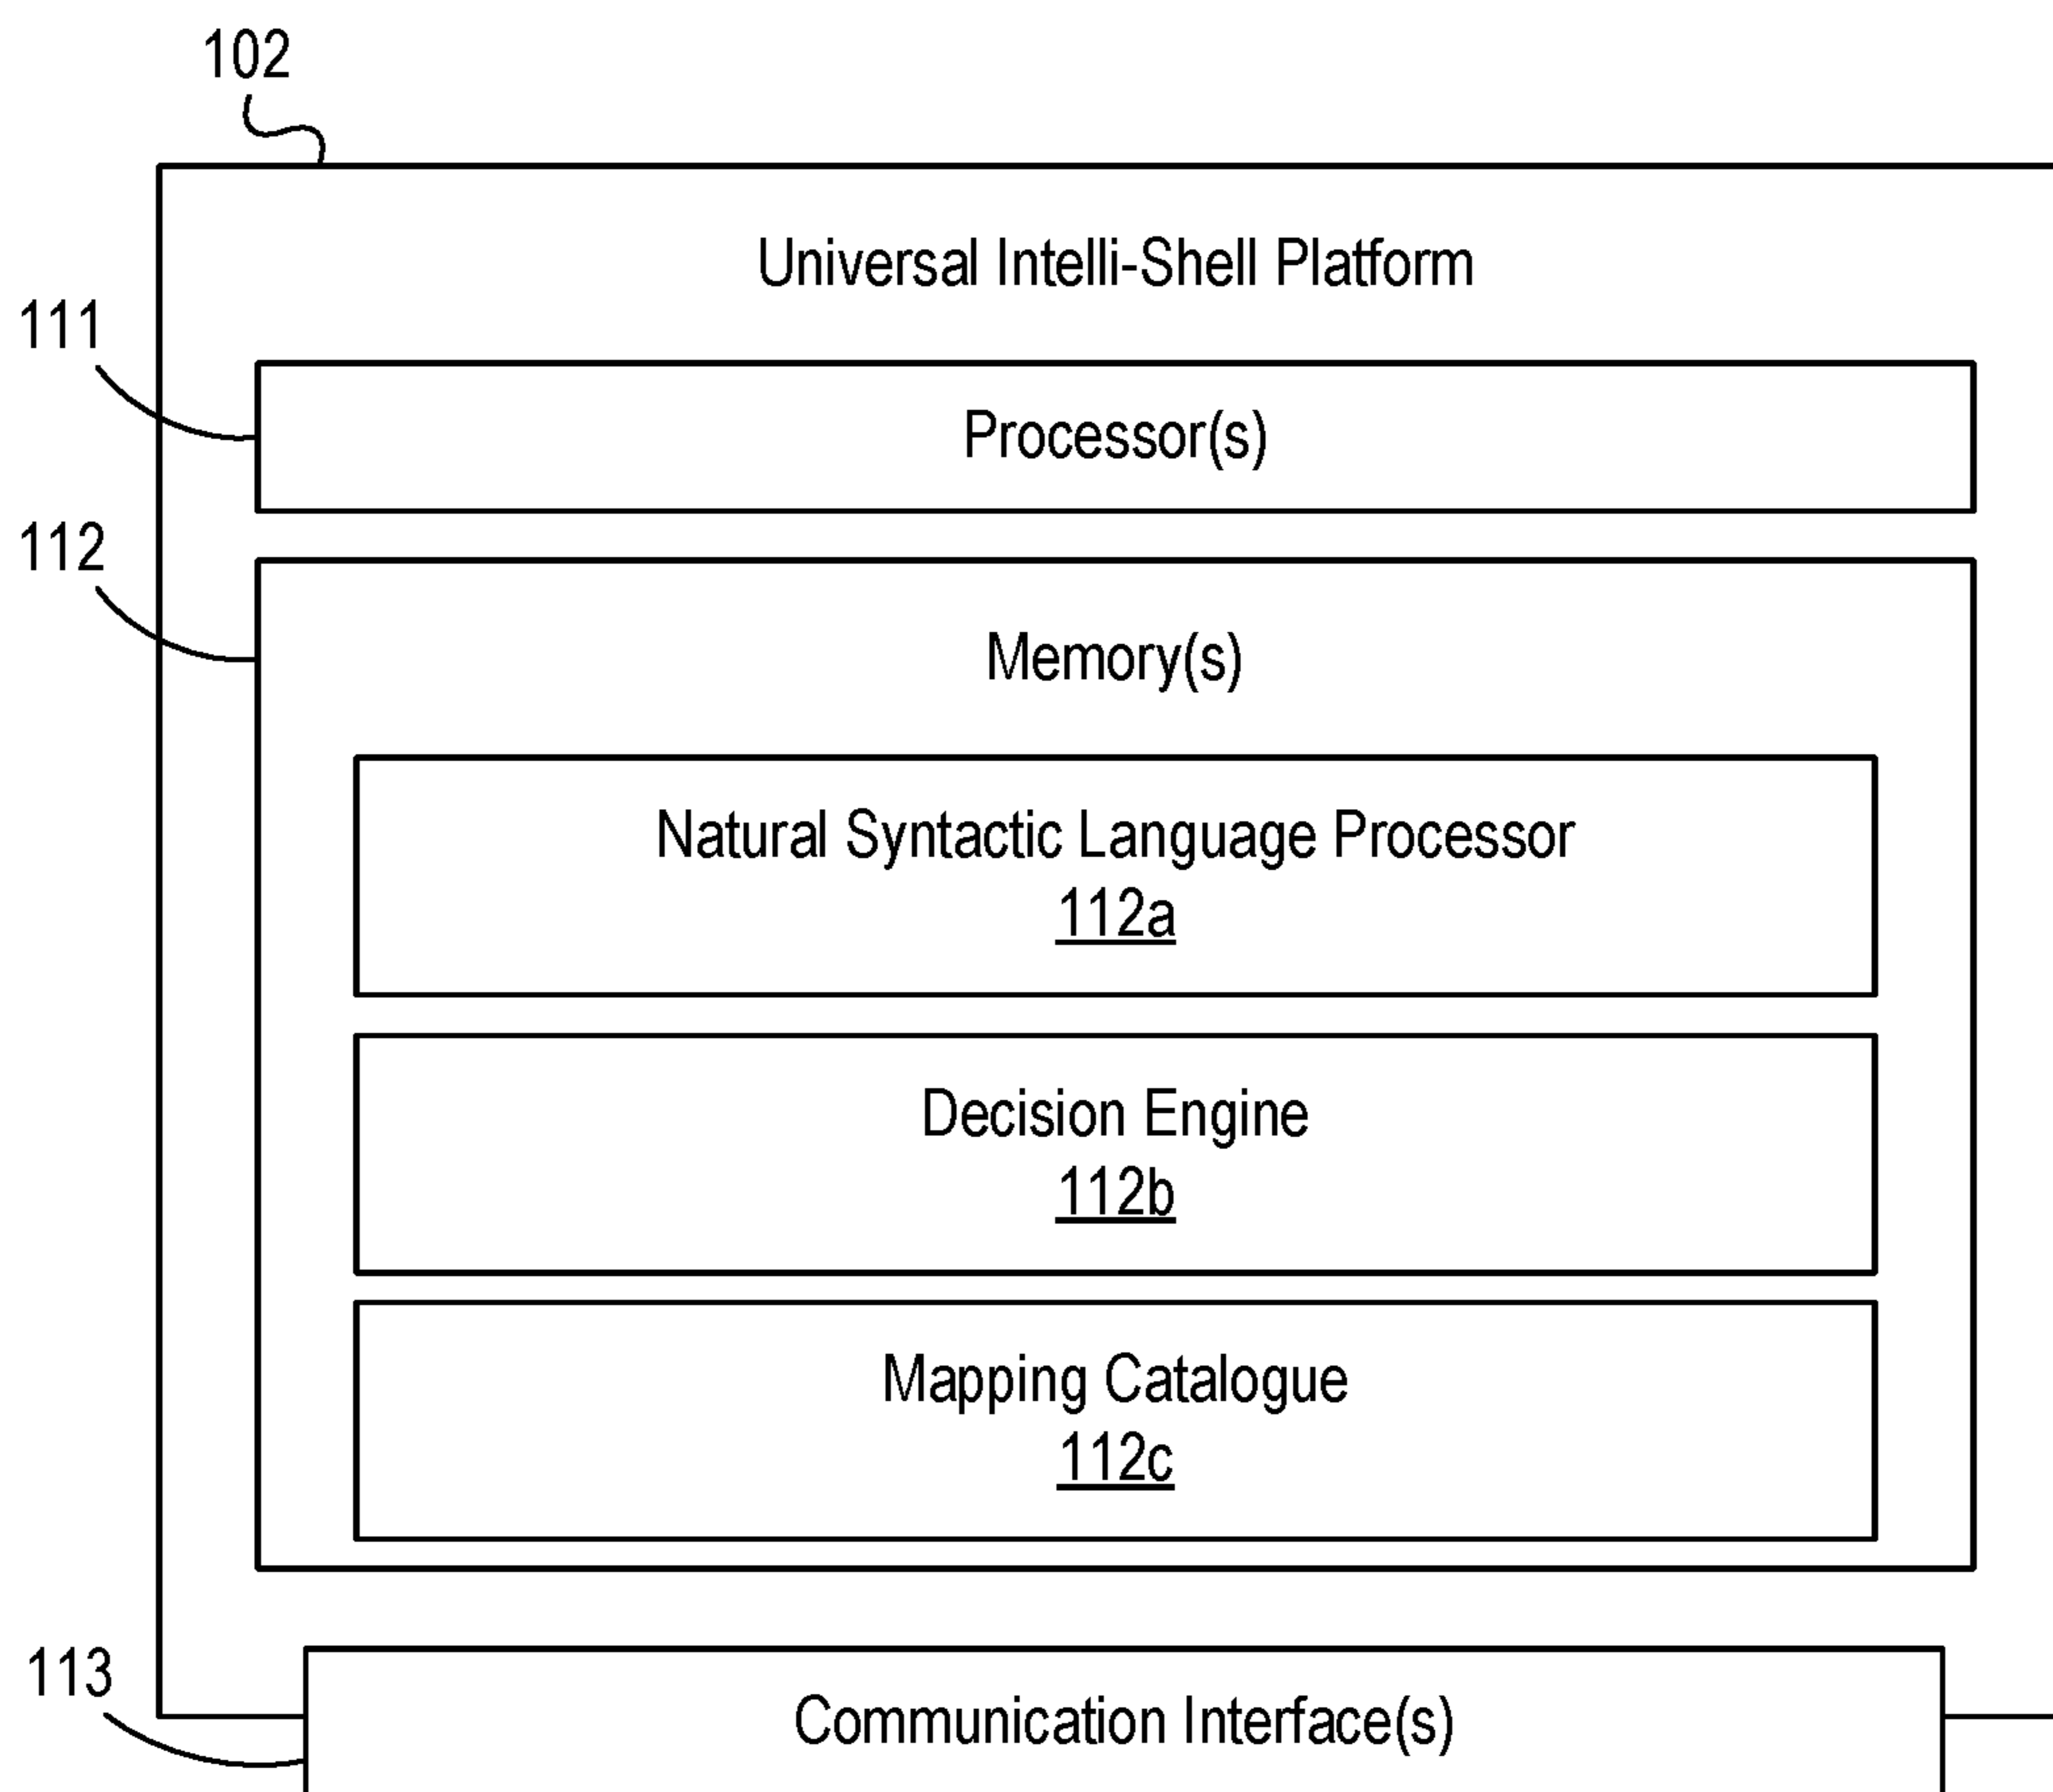 102
Universal Intelli-Shell Platform
111
Processor(s)
112
Memory(s)
Natural Syntactic Language Processor
112a
Decision Engine
112b
Mapping Catalogue
112c
113
Communication Interface(s)